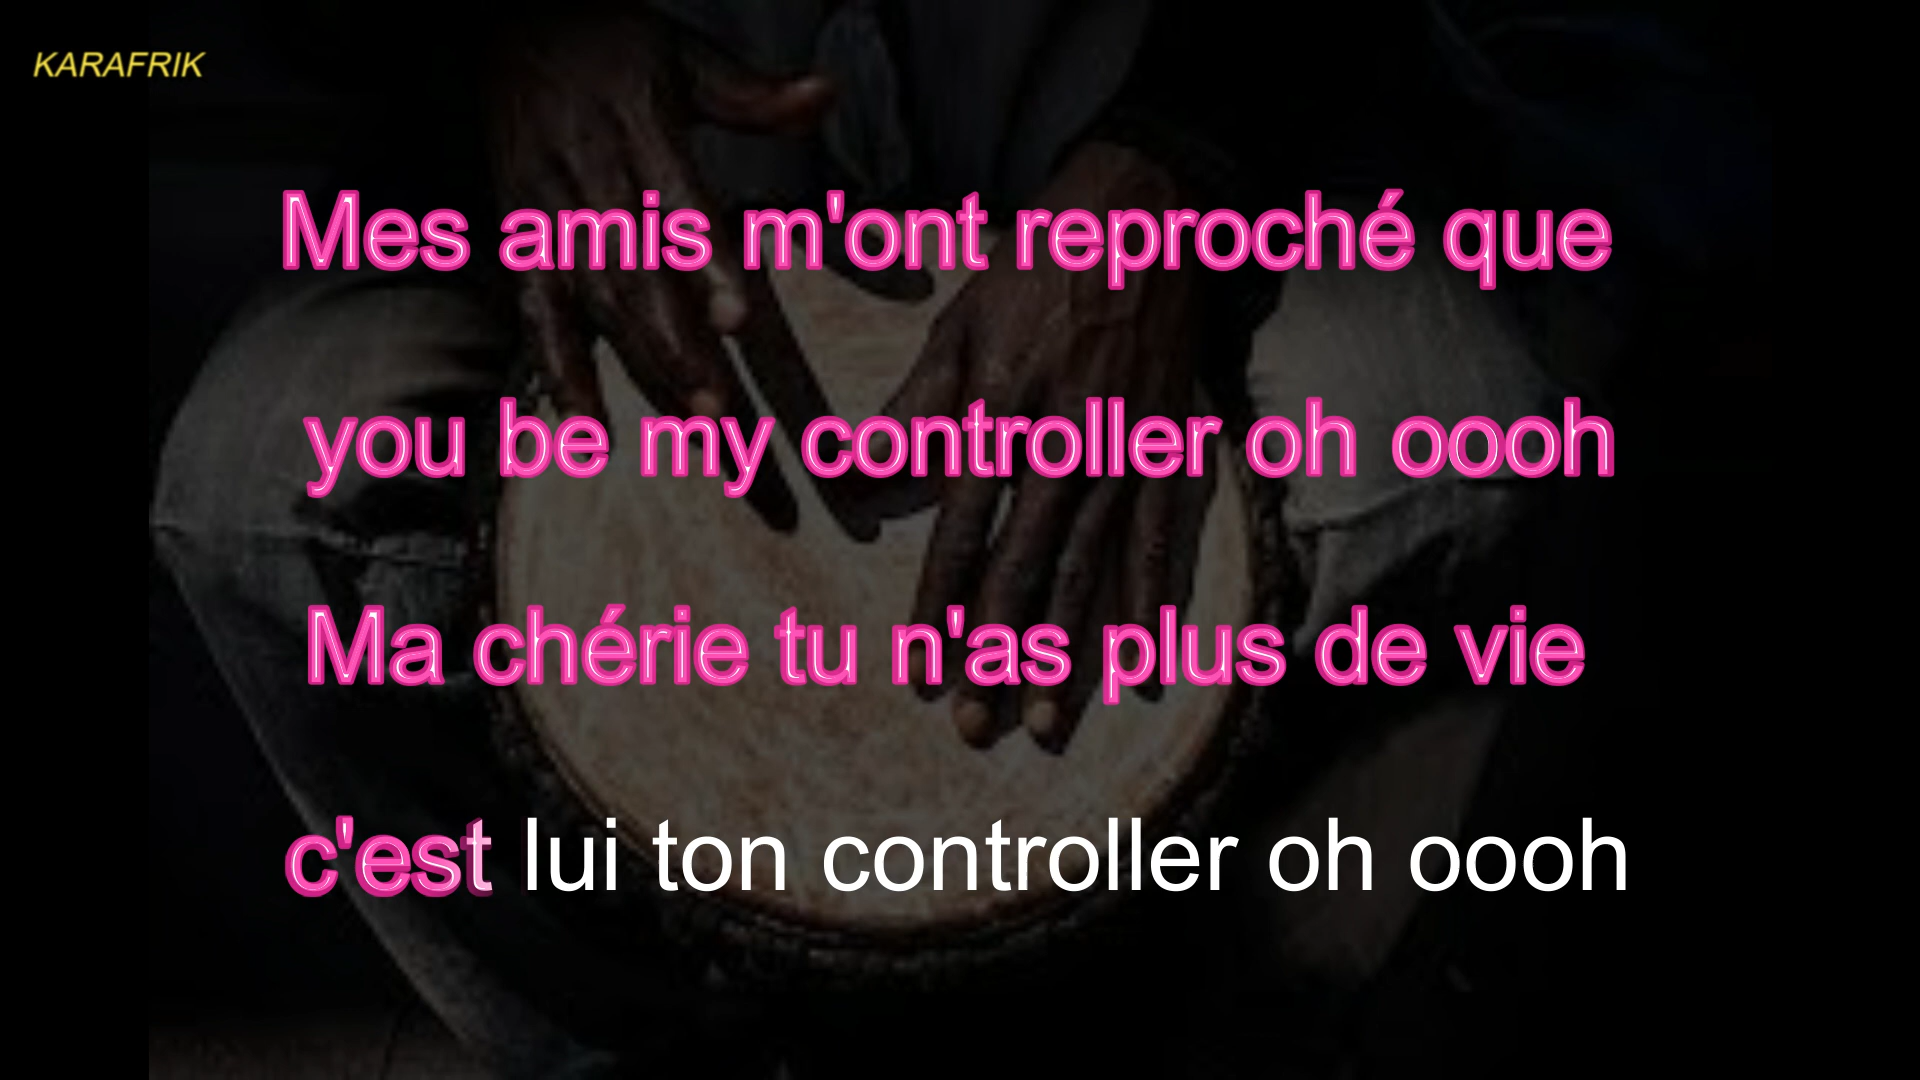 KARAFRIK
Mes amis m'ont reproché que
you be my controller oh oooh
Ma chérie tu n'as plus de vie
c'est lui ton controller oh oooh